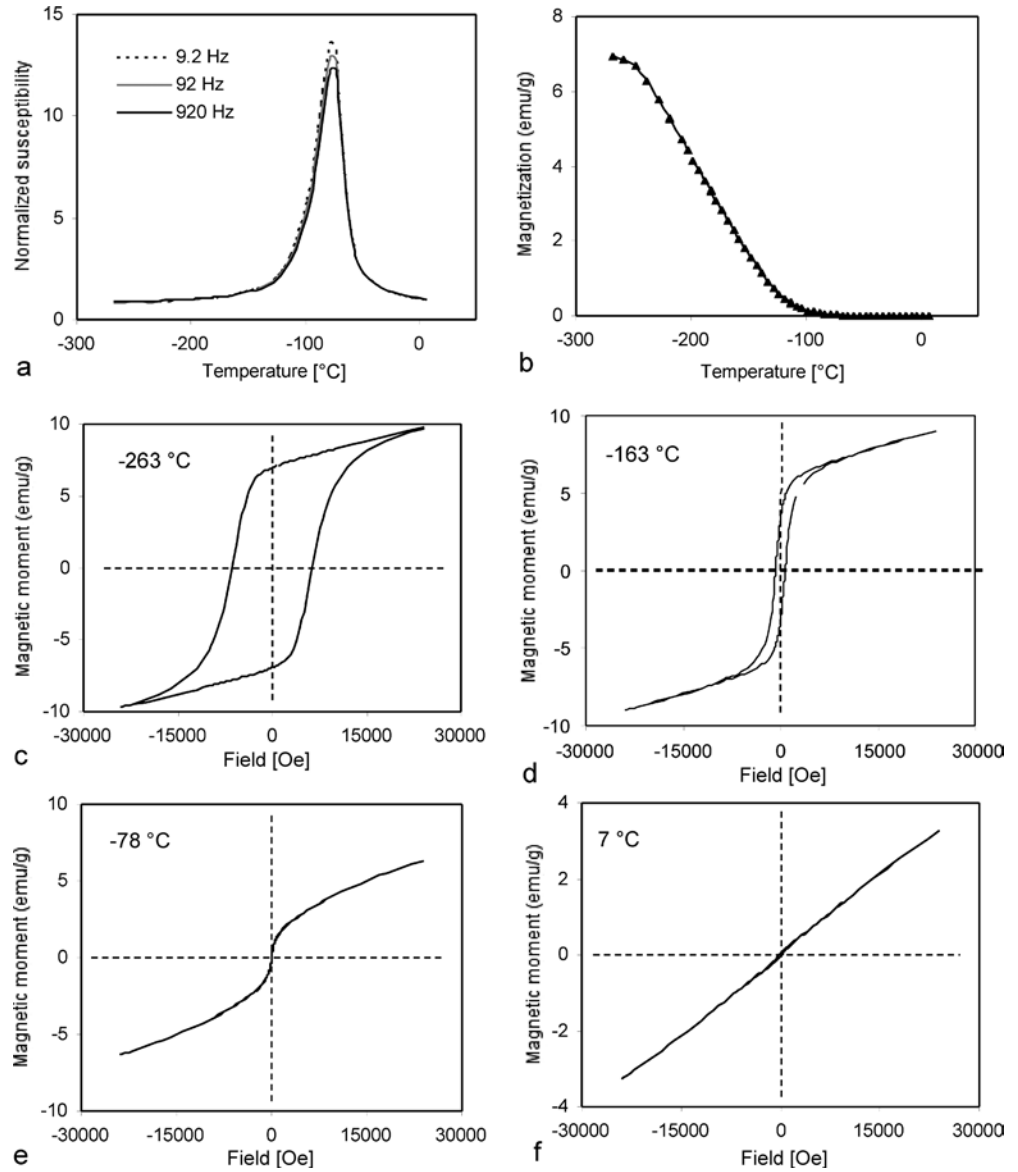 15
10
5
0
Normalized susceptibility
9.2 Hz
92 Hz
920 Hz
-300 -200 -100 0
Temperature [°C]
a
8
6
4
2
0
Magnetization (emu/g)
-300 -200 -100 0
Temperature [°C]
b
10
5
0
-5
-10
Magnetic moment (emu/g)
-263 °C
-30000 -15000 0 15000 30000
Field [Oe]
c
10
5
0
-5
-10
Magnetic moment (emu/g)
-163 °C
-30000 -15000 0 15000 30000
Field [Oe]
d
10
5
0
-5
-10
Magnetic moment (emu/g)
-78 °C
-30000 -15000 0 15000 30000
Field [Oe]
e
4
2
0
-2
-4
Magnetic moment (emu/g)
7 °C
-30000 -15000 0 15000 30000
Field [Oe]
f